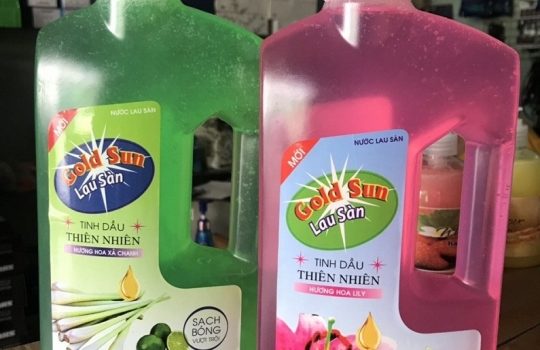 NƯỚC LAU SÀN
MỚI
Gold Sun
Lau Sàn
TINH DẦU
THIÊN NHIÊN
HƯƠNG HOA XẢ CHANH
SẠCH
BÓNG
VƯỢT TRỘI
NƯỚC LAU SÀN
MỚI
Gold Sun
Lau Sàn
TINH DẦU
THIÊN NHIÊN
HƯƠNG HOA LILY